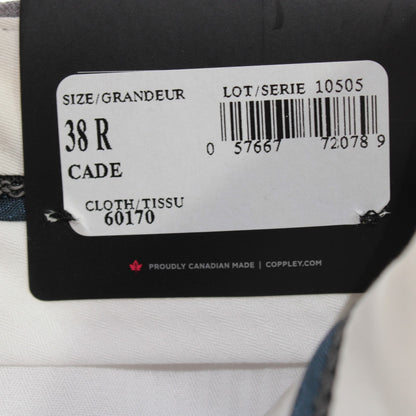 SIZE/GRANDEUR
38 R
CADE
CLOTH/TISSU
60170
LOT/SERIE 10505
0 57667 72078 9
PROUDLY CANADIAN MADE | COPPLEY.COM